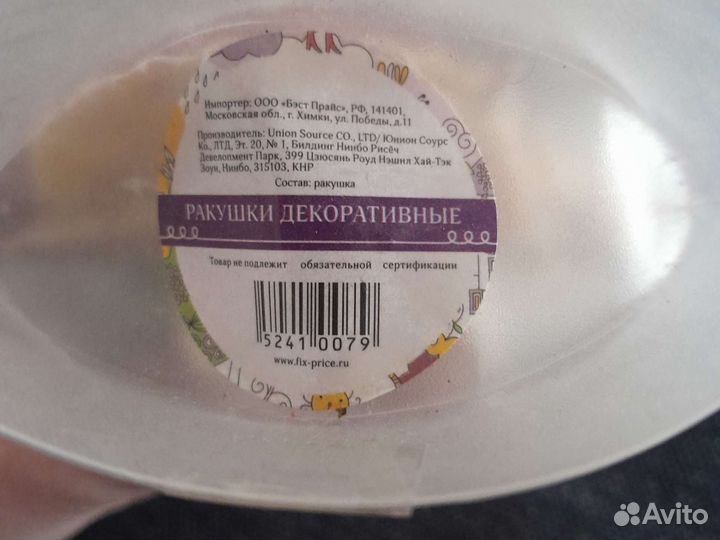 Импортер: ООО «Бэст Прайс», РФ, 141401,
Московская обл., г. Химки, ул. Победы, д.11
Производитель: Union Source CO., LTD/ Юнион Соурс
Ко., ЛТД, Эт. 20, № 1, Билдинг Нинбо Рисёч
Девелопмент Парк, 399 Цзюсянь Роуд Нэшнл Хай-Тэк
Зоун, Нинбо, 315103, КНР
Состав: ракушка
РАКУШКИ ДЕКОРАТИВНЫЕ
Товар не подлежит обязательной сертификации
5241 0079
www.fix-price.ru
Avito